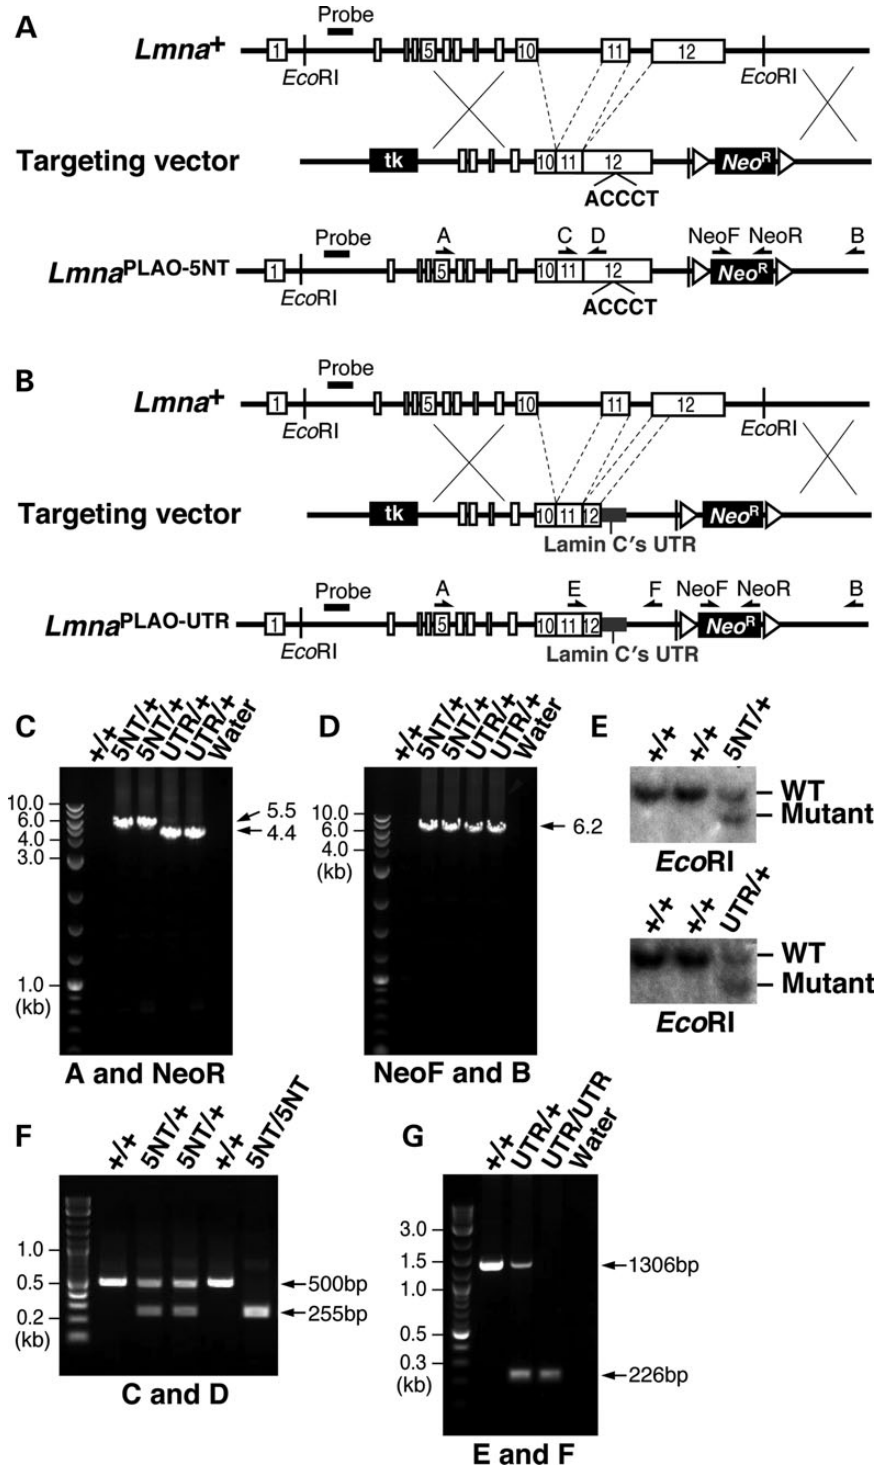 A
Probe
Lmna+
1 5 10 11 12
EcoRI EcoRI
Targeting vector
tk 10 11 12 NeoR
ACCCT
Probe A C D NeoF NeoR B
LmnaPLAO-5NT
1 5 10 11 12 NeoR
EcoRI
ACCCT
B
Probe
Lmna+
1 5 10 11 12
EcoRI EcoRI
Targeting vector
tk 10 11 12 NeoR
Lamin C's UTR
Probe A E F NeoF NeoR B
LmnaPLAO-UTR
1 5 10 11 12 NeoR
EcoRI
Lamin C's UTR
C
+/+ 5NT/+ 5NT/+ UTR/+ UTR/+ Water
10.0
6.0
4.0
3.0
1.0
(kb)
5.5
4.4
A and NeoR
D
+/+ 5NT/+ 5NT/+ UTR/+ UTR/+ Water
10.0
6.0
4.0
(kb)
6.2
NeoF and B
E
+/+ +/+ 5NT/+
WT
Mutant
EcoRI
+/+ +/+ UTR/+
WT
Mutant
EcoRI
F
+/+ 5NT/+ 5NT/+ +/+ 5NT/5NT
1.0
0.5
0.2
(kb)
500bp
255bp
C and D
G
+/+ UTR/+ UTR/UTR Water
3.0
1.5
1.0
0.5
0.3
(kb)
1306bp
226bp
E and F